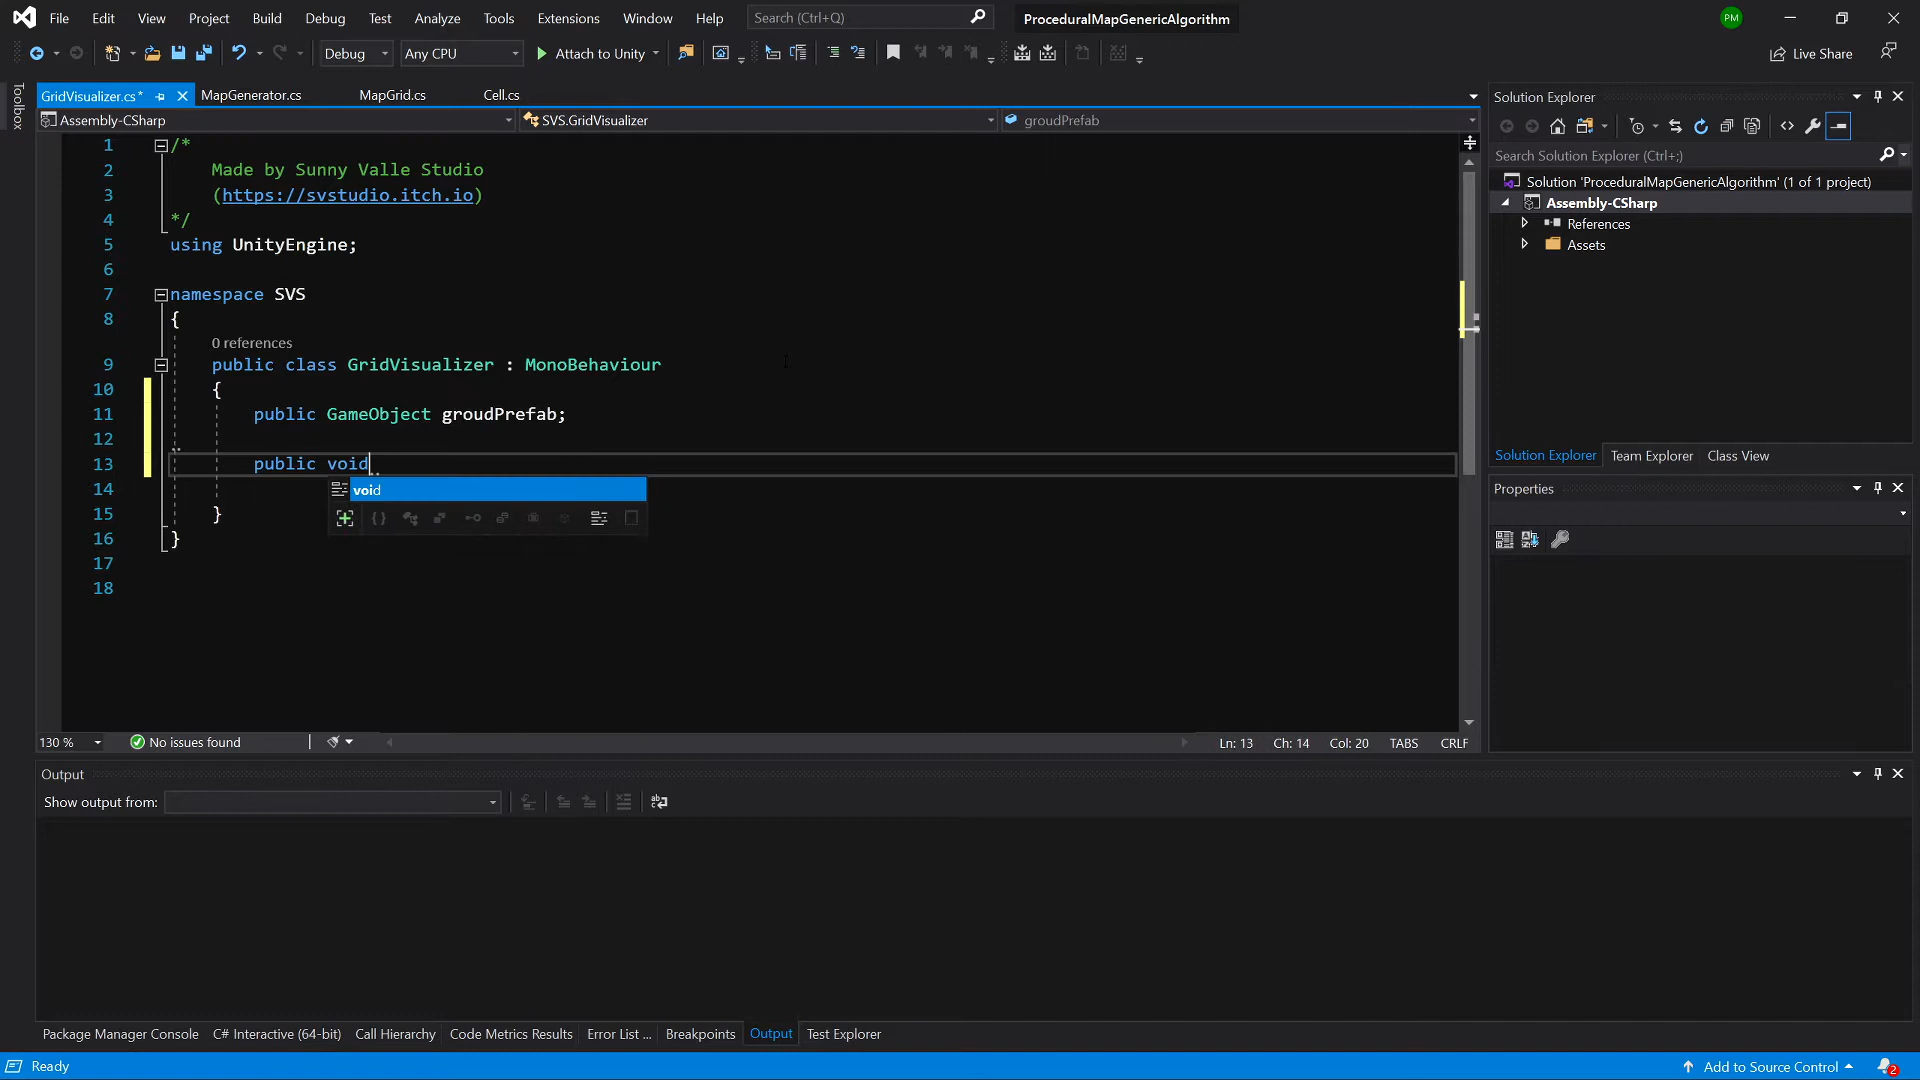 File Edit View Project Build Debug Test Analyze Tools Extensions Window Help Search (Ctrl+Q) ProceduralMapGenericAlgorithm PM
Debug Any CPU Attach to Unity Live Share
Toolbox
GridVisualizer.cs* MapGenerator.cs MapGrid.cs Cell.cs
Assembly-CSharp SVS.GridVisualizer groudPrefab
1 /*
2 Made by Sunny Valle Studio
3 (https://svstudio.itch.io)
4 */
5 using UnityEngine;
6
7 namespace SVS
8 {
0 references
9 public class GridVisualizer : MonoBehaviour
10 {
11 public GameObject groudPrefab;
12
13 public void
void
14
15 }
16 }
17
18
130 % No issues found Ln: 13 Ch: 14 Col: 20 TABS CRLF
Solution Explorer
Search Solution Explorer (Ctrl+;)
Solution 'ProceduralMapGenericAlgorithm' (1 of 1 project)
Assembly-CSharp
References
Assets
Solution Explorer Team Explorer Class View
Properties
Output
Show output from:
Package Manager Console C# Interactive (64-bit) Call Hierarchy Code Metrics Results Error List ... Breakpoints Output Test Explorer
Ready Add to Source Control 2